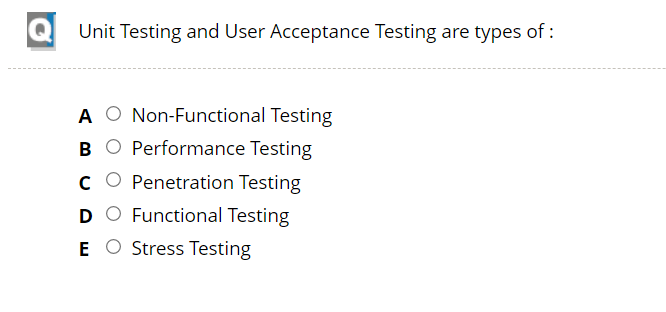 Q Unit Testing and User Acceptance Testing are types of :
A Non-Functional Testing
B Performance Testing
C Penetration Testing
D Functional Testing
E Stress Testing